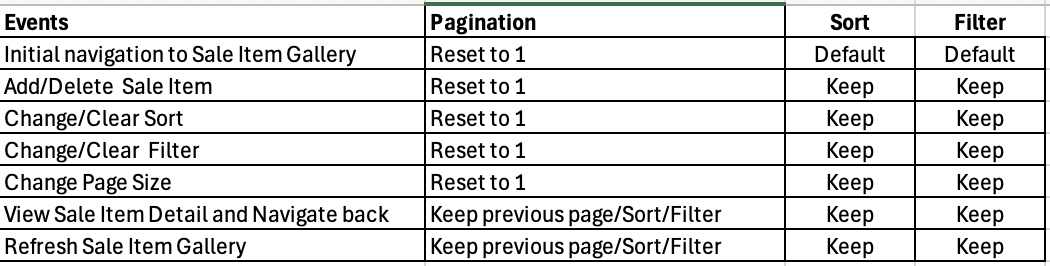 Events Pagination Sort Filter
Initial navigation to Sale Item Gallery Reset to 1 Default Default
Add/Delete Sale Item Reset to 1 Keep Keep
Change/Clear Sort Reset to 1 Keep Keep
Change/Clear Filter Reset to 1 Keep Keep
Change Page Size Reset to 1 Keep Keep
View Sale Item Detail and Navigate back Keep previous page/Sort/Filter Keep Keep
Refresh Sale Item Gallery Keep previous page/Sort/Filter Keep Keep